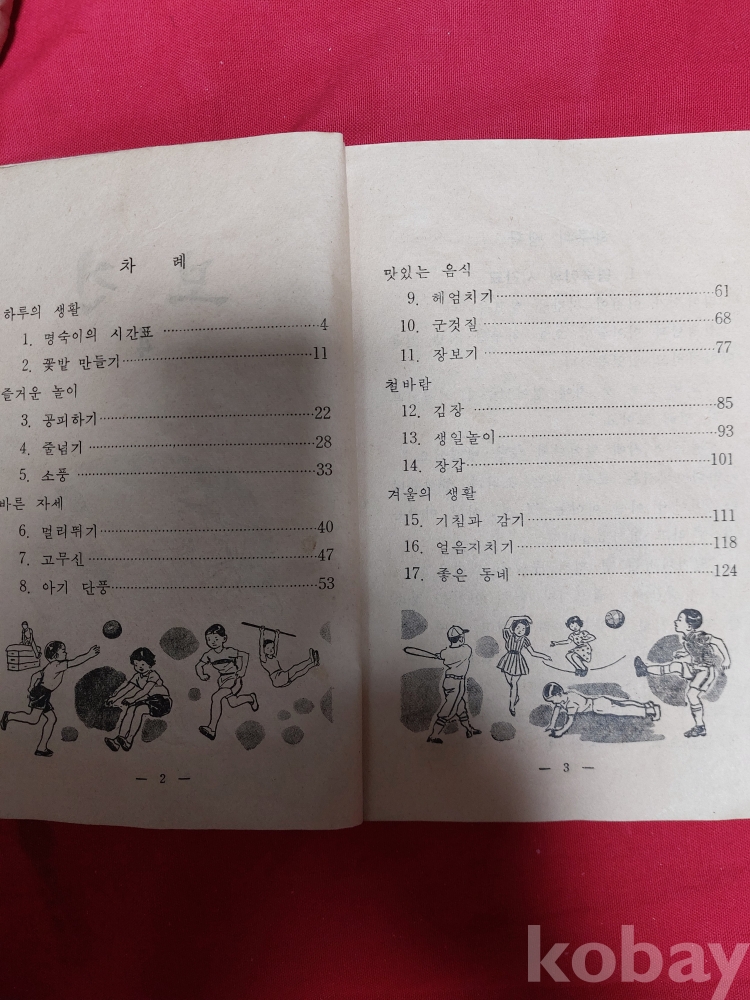 차 례
하루의 생활
1. 명숙이의 시간표 ········ 4
2. 꽃밭 만들기 ········ 11
즐거운 놀이
3. 공피하기 ········ 22
4. 줄넘기 ········ 28
5. 소풍 ········ 33
바른 자세
6. 멀리뛰기 ········ 40
7. 고무신 ········ 47
8. 아기 단풍 ········ 53
— 2 —
맛있는 음식
9. 헤엄치기 ········ 61
10. 군것질 ········ 68
11. 장보기 ········ 77
철바람
12. 김장 ········ 85
13. 생일놀이 ········ 93
14. 장갑 ········ 101
겨울의 생활
15. 기침과 감기 ········ 111
16. 얼음지치기 ········ 118
17. 좋은 동네 ········ 124
— 3 —
kobay